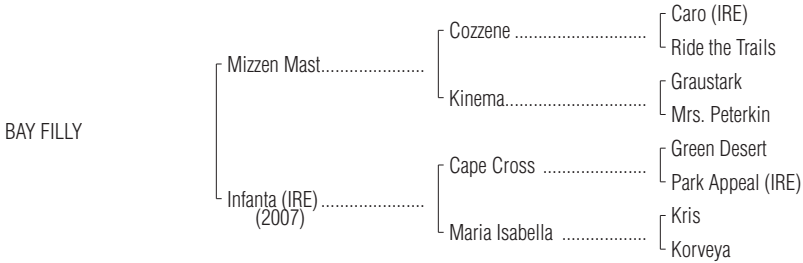 Caro (IRE)
Cozzene ............................
Ride the Trails
Mizzen Mast......................
Graustark
Kinema..............................
Mrs. Peterkin
BAY FILLY
Green Desert
Cape Cross ......................
Park Appeal (IRE)
Infanta (IRE) ......................
(2007)
Kris
Maria Isabella ..................
Korveya